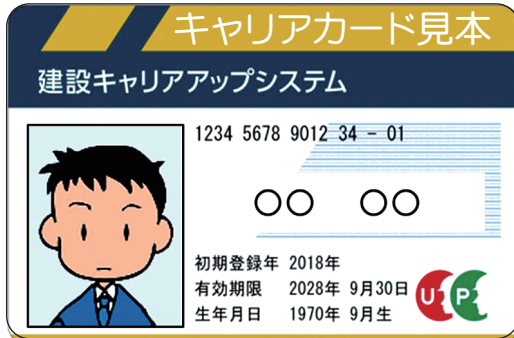 キャリアカード見本
建設キャリアアップシステム
1234 5678 9012 34 - 01
○○ ○○
初期登録年 2018年
有効期限 2028年 9月30日
生年月日 1970年 9月生
UP